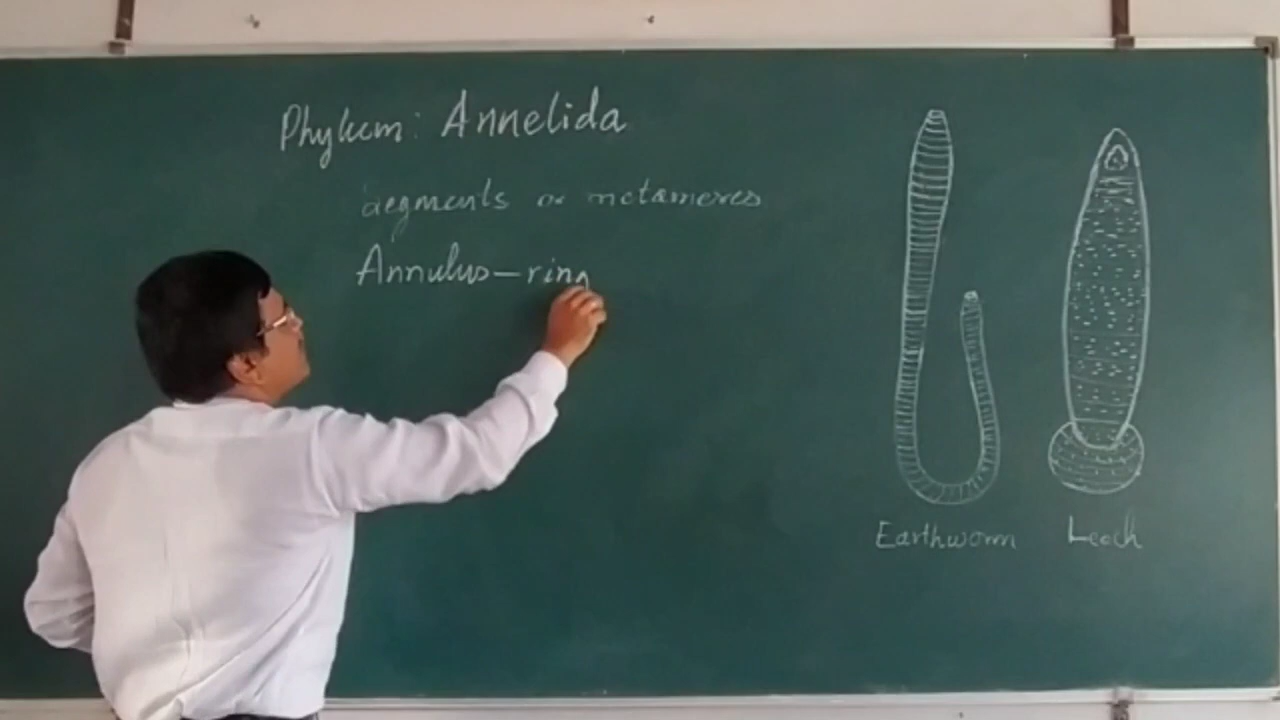 Phylum: Annelida
segments or metameres
Annulus – ring
Earthworm
Leech